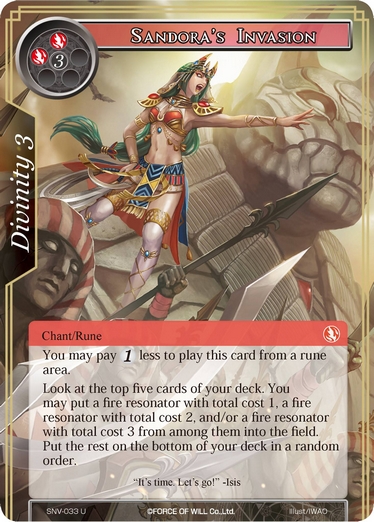 Sandora's Invasion
3
Divinity 3
Chant/Rune
You may pay 1 less to play this card from a rune
area.
Look at the top five cards of your deck. You
may put a fire resonator with total cost 1, a fire
resonator with total cost 2, and/or a fire resonator
with total cost 3 from among them into the field.
Put the rest on the bottom of your deck in a random
order.
"It's time. Let's go!" -Isis
SNV-033 U ©FORCE OF WILL Co.,Ltd. Illust/IWAO